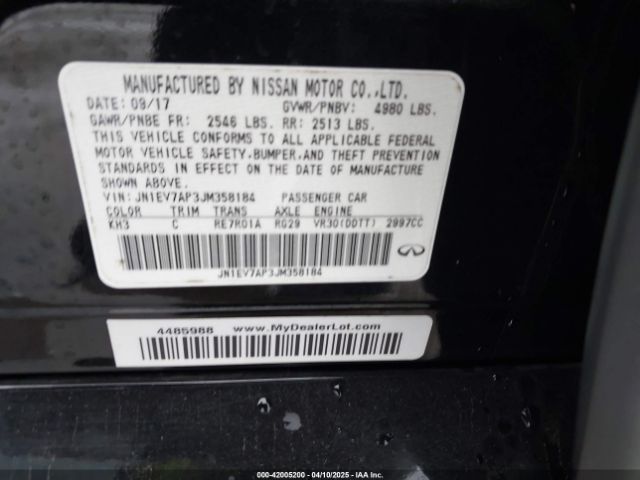 MANUFACTURED BY NISSAN MOTOR CO.,LTD.
DATE: 09/17 GVWR/PNBV: 4980 LBS.
GAWR/PNBE FR: 2546 LBS. RR: 2513 LBS.
THIS VEHICLE CONFORMS TO ALL APPLICABLE FEDERAL
MOTOR VEHICLE SAFETY,BUMPER,AND THEFT PREVENTION
STANDARDS IN EFFECT ON THE DATE OF MANUFACTURE
SHOWN ABOVE.
VIN: JN1EV7AP3JM358184 PASSENGER CAR
COLOR TRIM TRANS AXLE ENGINE
KH3 C RE7R01A RG29 VR30(DDTT) 2997CC
JN1EV7AP3JM358184
INFINITI
4485988 www.MyDealerLot.com
000-42005200 - 04/10/2025 - IAA Inc.